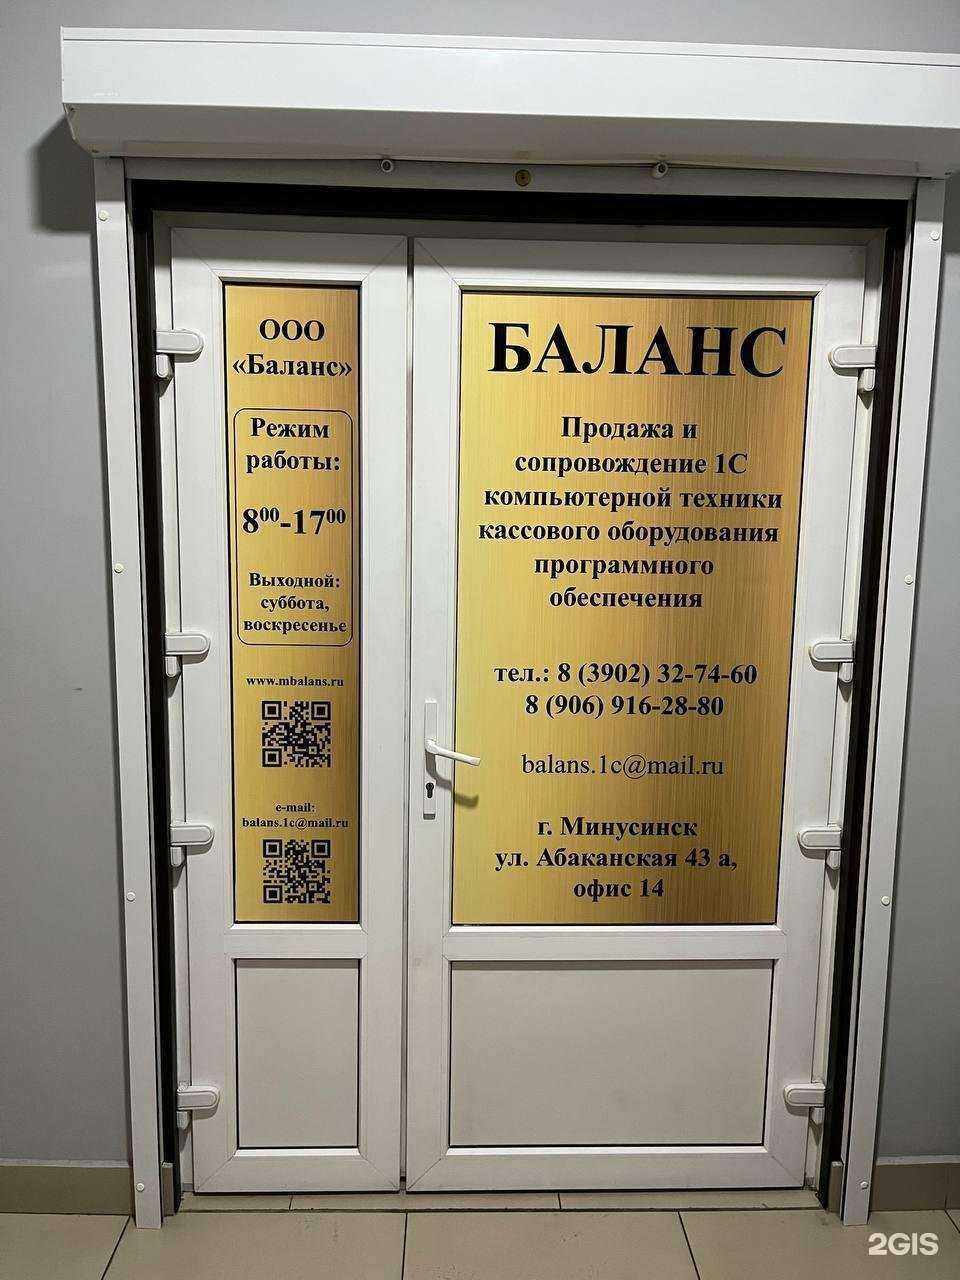 ООО
«Баланс»
Режим
работы:
8⁰⁰-17⁰⁰
Выходной:
суббота,
воскресенье
www.mbalans.ru
e-mail:
balans.1c@mail.ru
БАЛАНС
Продажа и
сопровождение 1С
компьютерной техники
кассового оборудования
программного
обеспечения
тел.: 8 (3902) 32-74-60
8 (906) 916-28-80
balans.1c@mail.ru
г. Минусинск
ул. Абаканская 43 а,
офис 14
2GIS